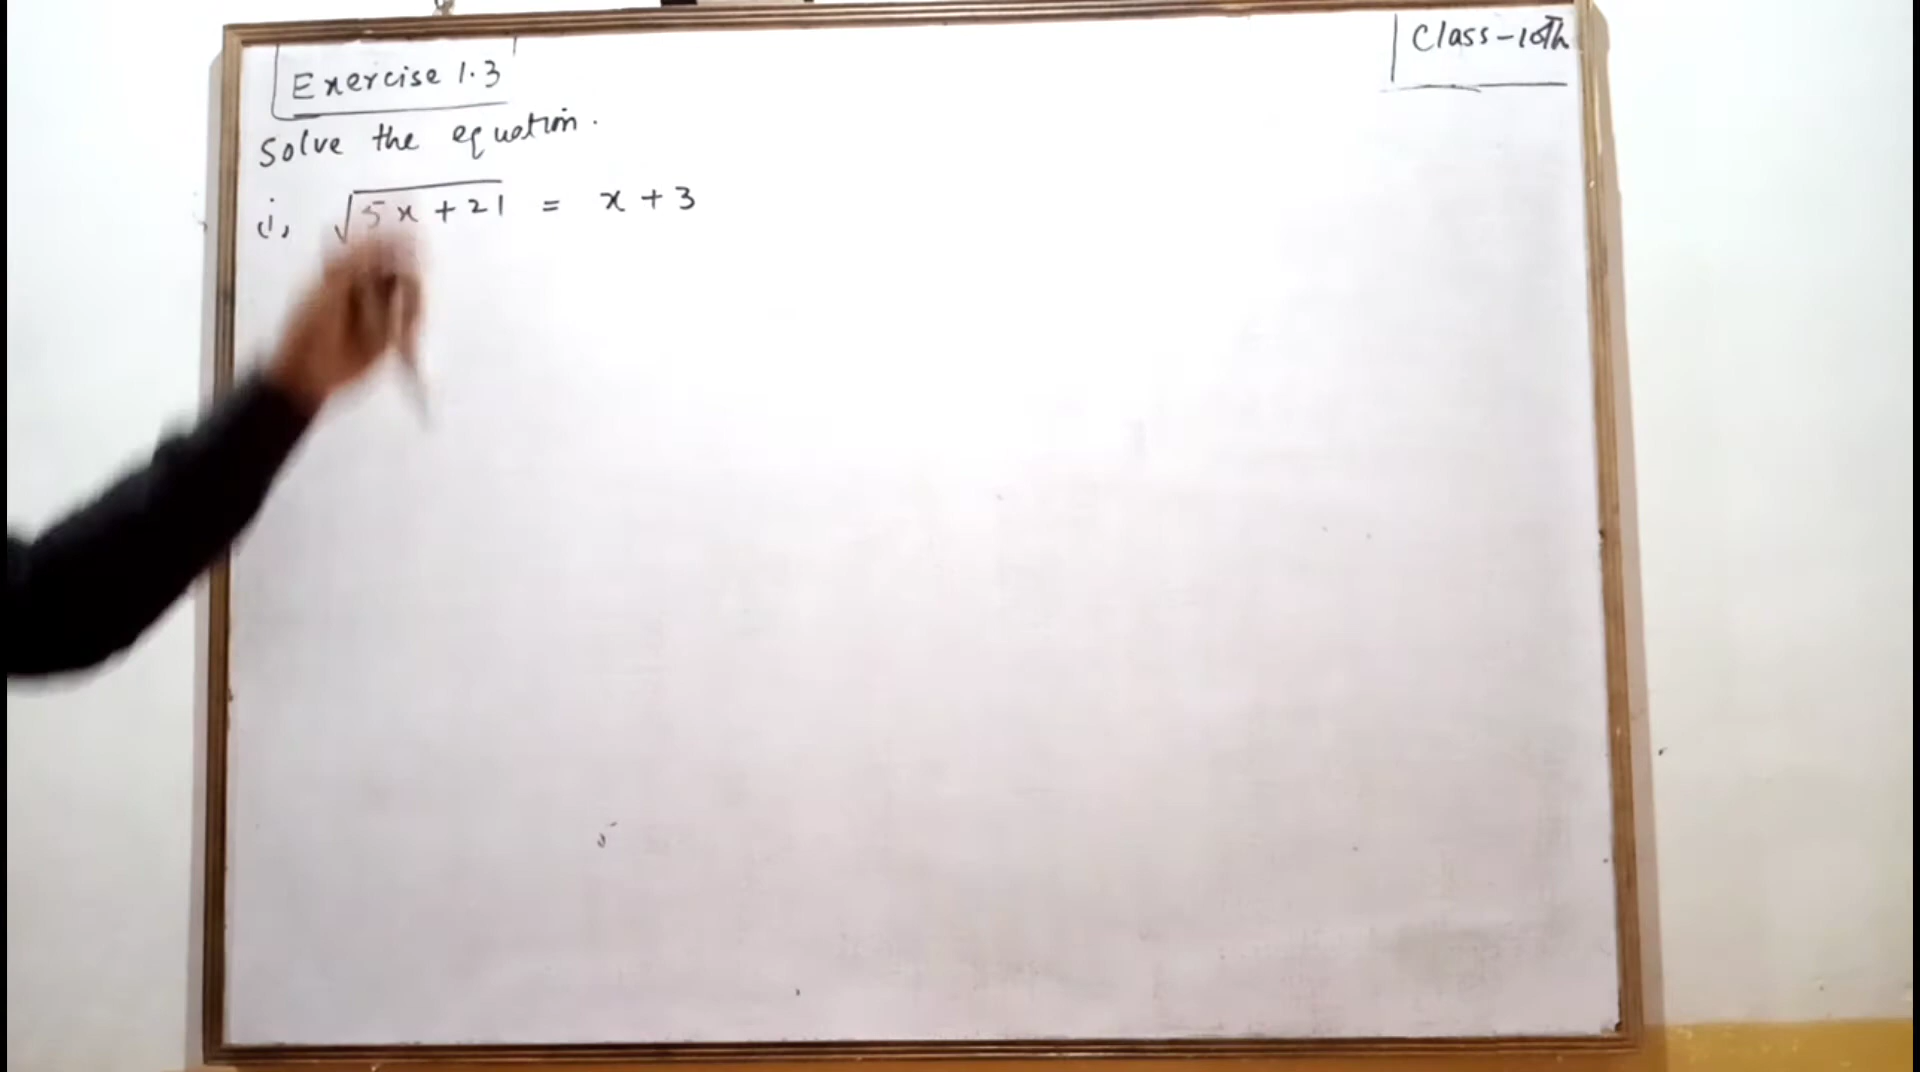 Class-10th
Exercise 1.3
Solve the equation.
(i, √5x+21 = x+3